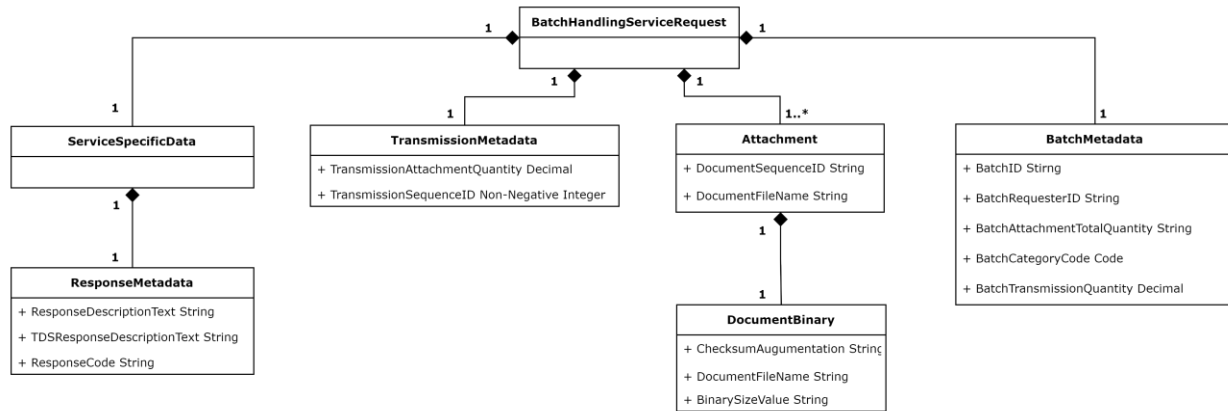 BatchHandlingServiceRequest
1
1
1
1
1
1
1..*
1
ServiceSpecificData
1
1
ResponseMetadata
+ ResponseDescriptionText String
+ TDSResponseDescriptionText String
+ ResponseCode String
TransmissionMetadata
+ TransmissionAttachmentQuantity Decimal
+ TransmissionSequenceID Non-Negative Integer
Attachment
+ DocumentSequenceID String
+ DocumentFileName String
1
1
DocumentBinary
+ ChecksumAugumentation String
+ DocumentFileName String
+ BinarySizeValue String
BatchMetadata
+ BatchID Stirng
+ BatchRequesterID String
+ BatchAttachmentTotalQuantity String
+ BatchCategoryCode Code
+ BatchTransmissionQuantity Decimal